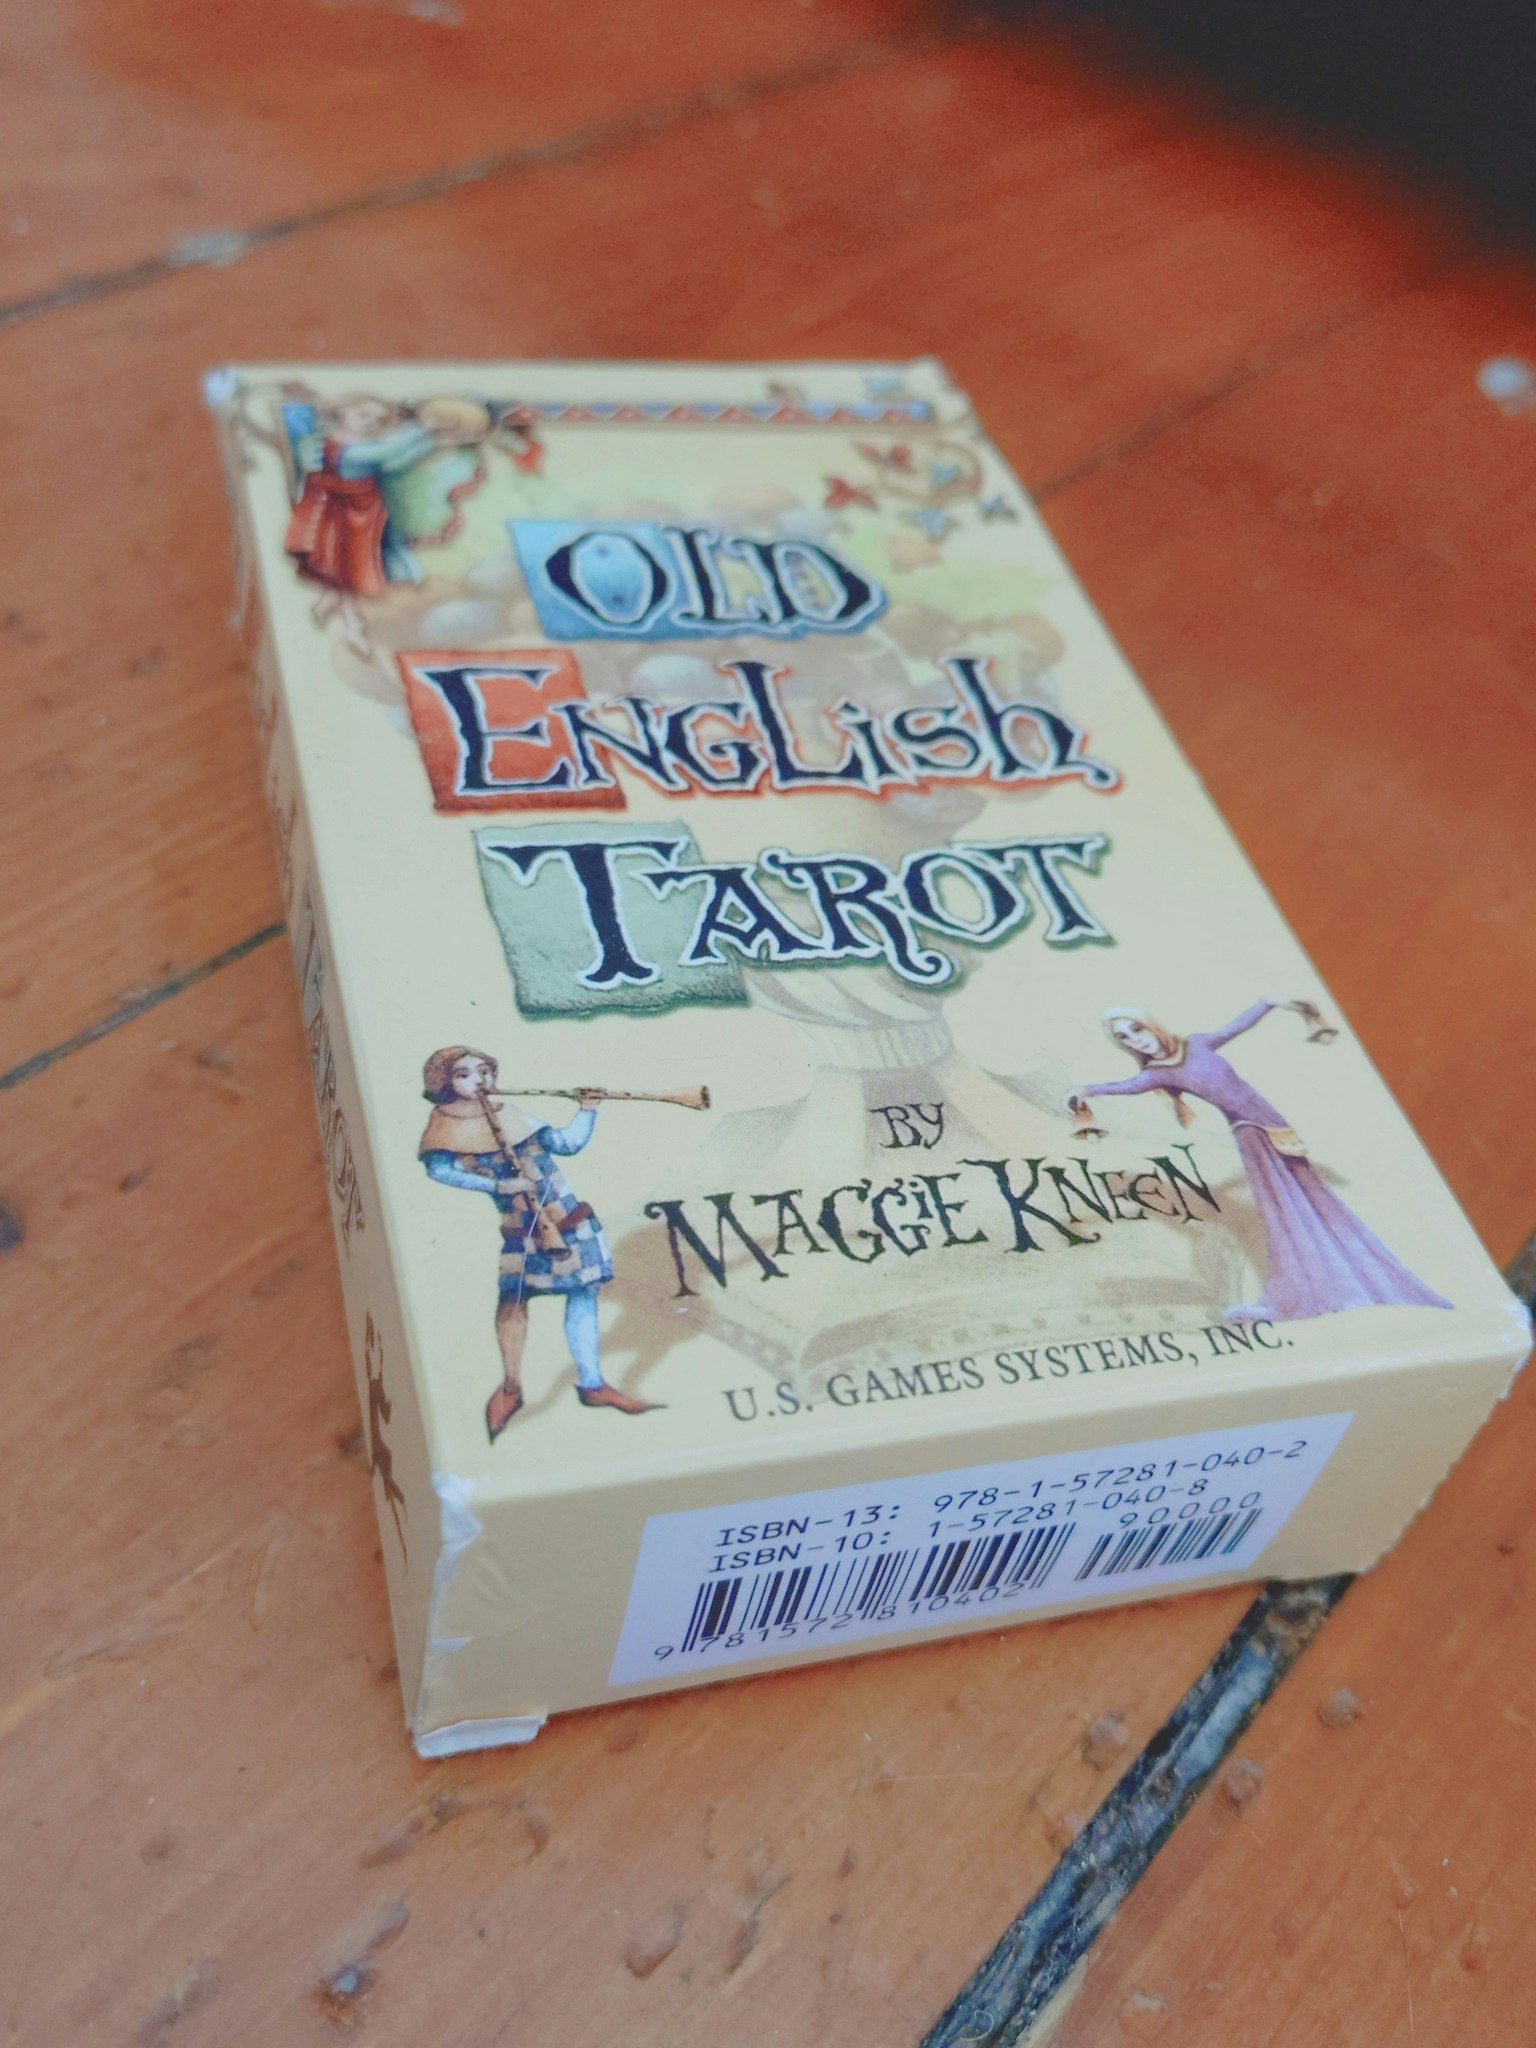 OLD
ENGLish
TAROT
BY
MAGGiE KNEEN
U.S. GAMES SYSTEMS, INC.
ISBN-13: 978-1-57281-040-2
ISBN-10: 1-57281-040-8
90000
9 781572 810402
TAROT